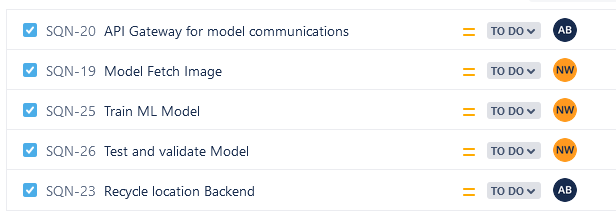 SQN-20 API Gateway for model communications TO DO AB
SQN-19 Model Fetch Image TO DO NW
SQN-25 Train ML Model TO DO NW
SQN-26 Test and validate Model TO DO NW
SQN-23 Recycle location Backend TO DO AB